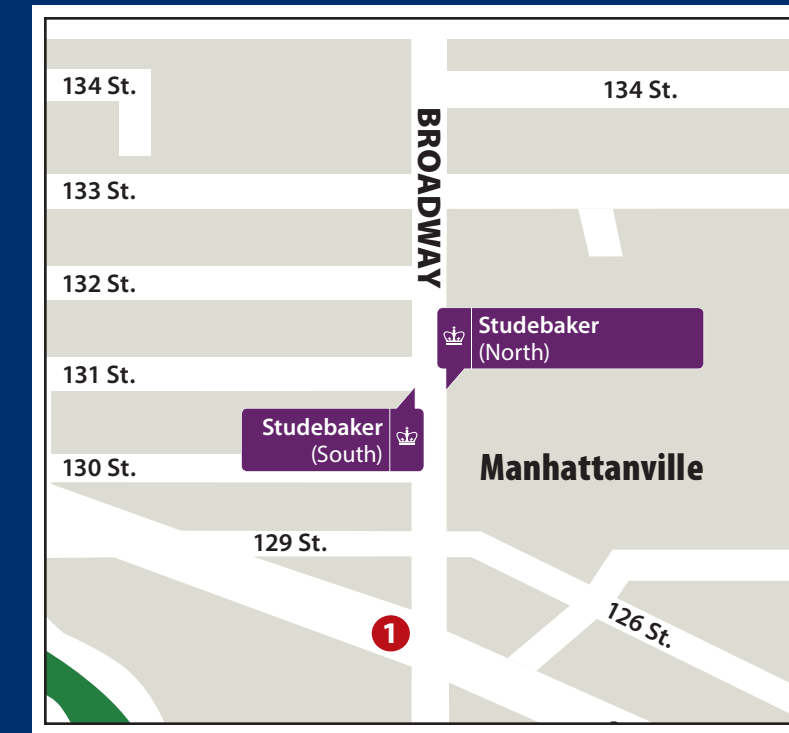 134 St.
134 St.
BROADWAY
133 St.
132 St.
Studebaker
(North)
131 St.
Studebaker
(South)
130 St.
Manhattanville
129 St.
1
126 St.